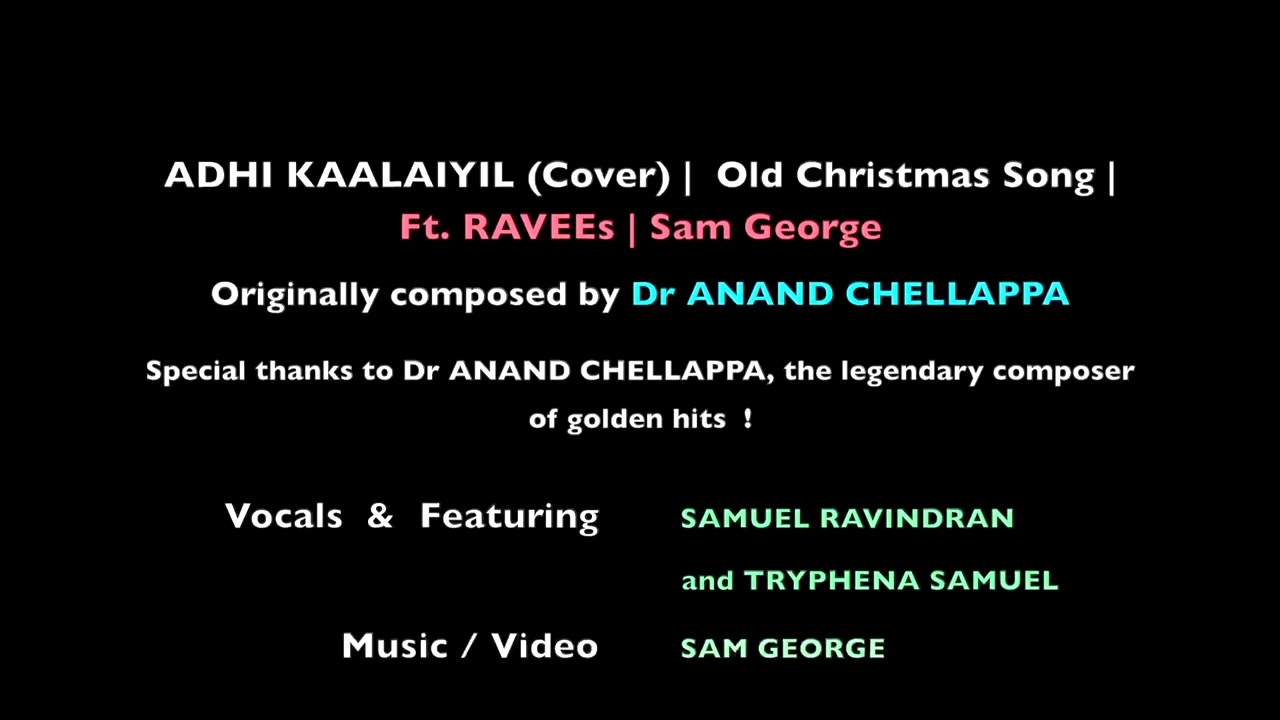 ADHI KAALAIYIL (Cover) | Old Christmas Song |
Ft. RAVEEs | Sam George
Originally composed by Dr ANAND CHELLAPPA
Special thanks to Dr ANAND CHELLAPPA, the legendary composer
of golden hits !
Vocals & Featuring SAMUEL RAVINDRAN
and TRYPHENA SAMUEL
Music / Video SAM GEORGE